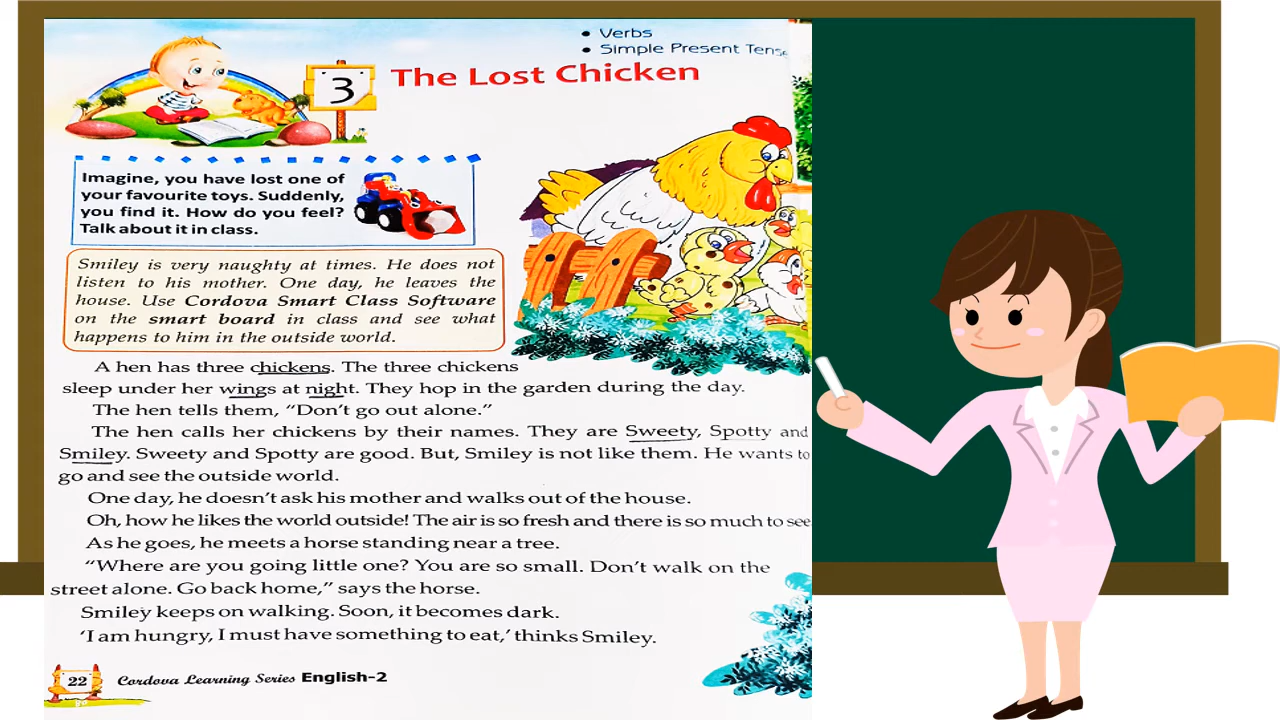 • Verbs
• Simple Present Tense
3
The Lost Chicken
Imagine, you have lost one of
your favourite toys. Suddenly,
you find it. How do you feel?
Talk about it in class.
Smiley is very naughty at times. He does not
listen to his mother. One day, he leaves the
house. Use Cordova Smart Class Software
on the smart board in class and see what
happens to him in the outside world.
A hen has three chickens. The three chickens
sleep under her wings at night. They hop in the garden during the day.
The hen tells them, “Don’t go out alone.”
The hen calls her chickens by their names. They are Sweety, Spotty and
Smiley. Sweety and Spotty are good. But, Smiley is not like them. He wants to
go and see the outside world.
One day, he doesn’t ask his mother and walks out of the house.
Oh, how he likes the world outside! The air is so fresh and there is so much to see
As he goes, he meets a horse standing near a tree.
“Where are you going little one? You are so small. Don’t walk on the
street alone. Go back home,” says the horse.
Smiley keeps on walking. Soon, it becomes dark.
‘I am hungry, I must have something to eat,’ thinks Smiley.
22 Cordova Learning Series English-2